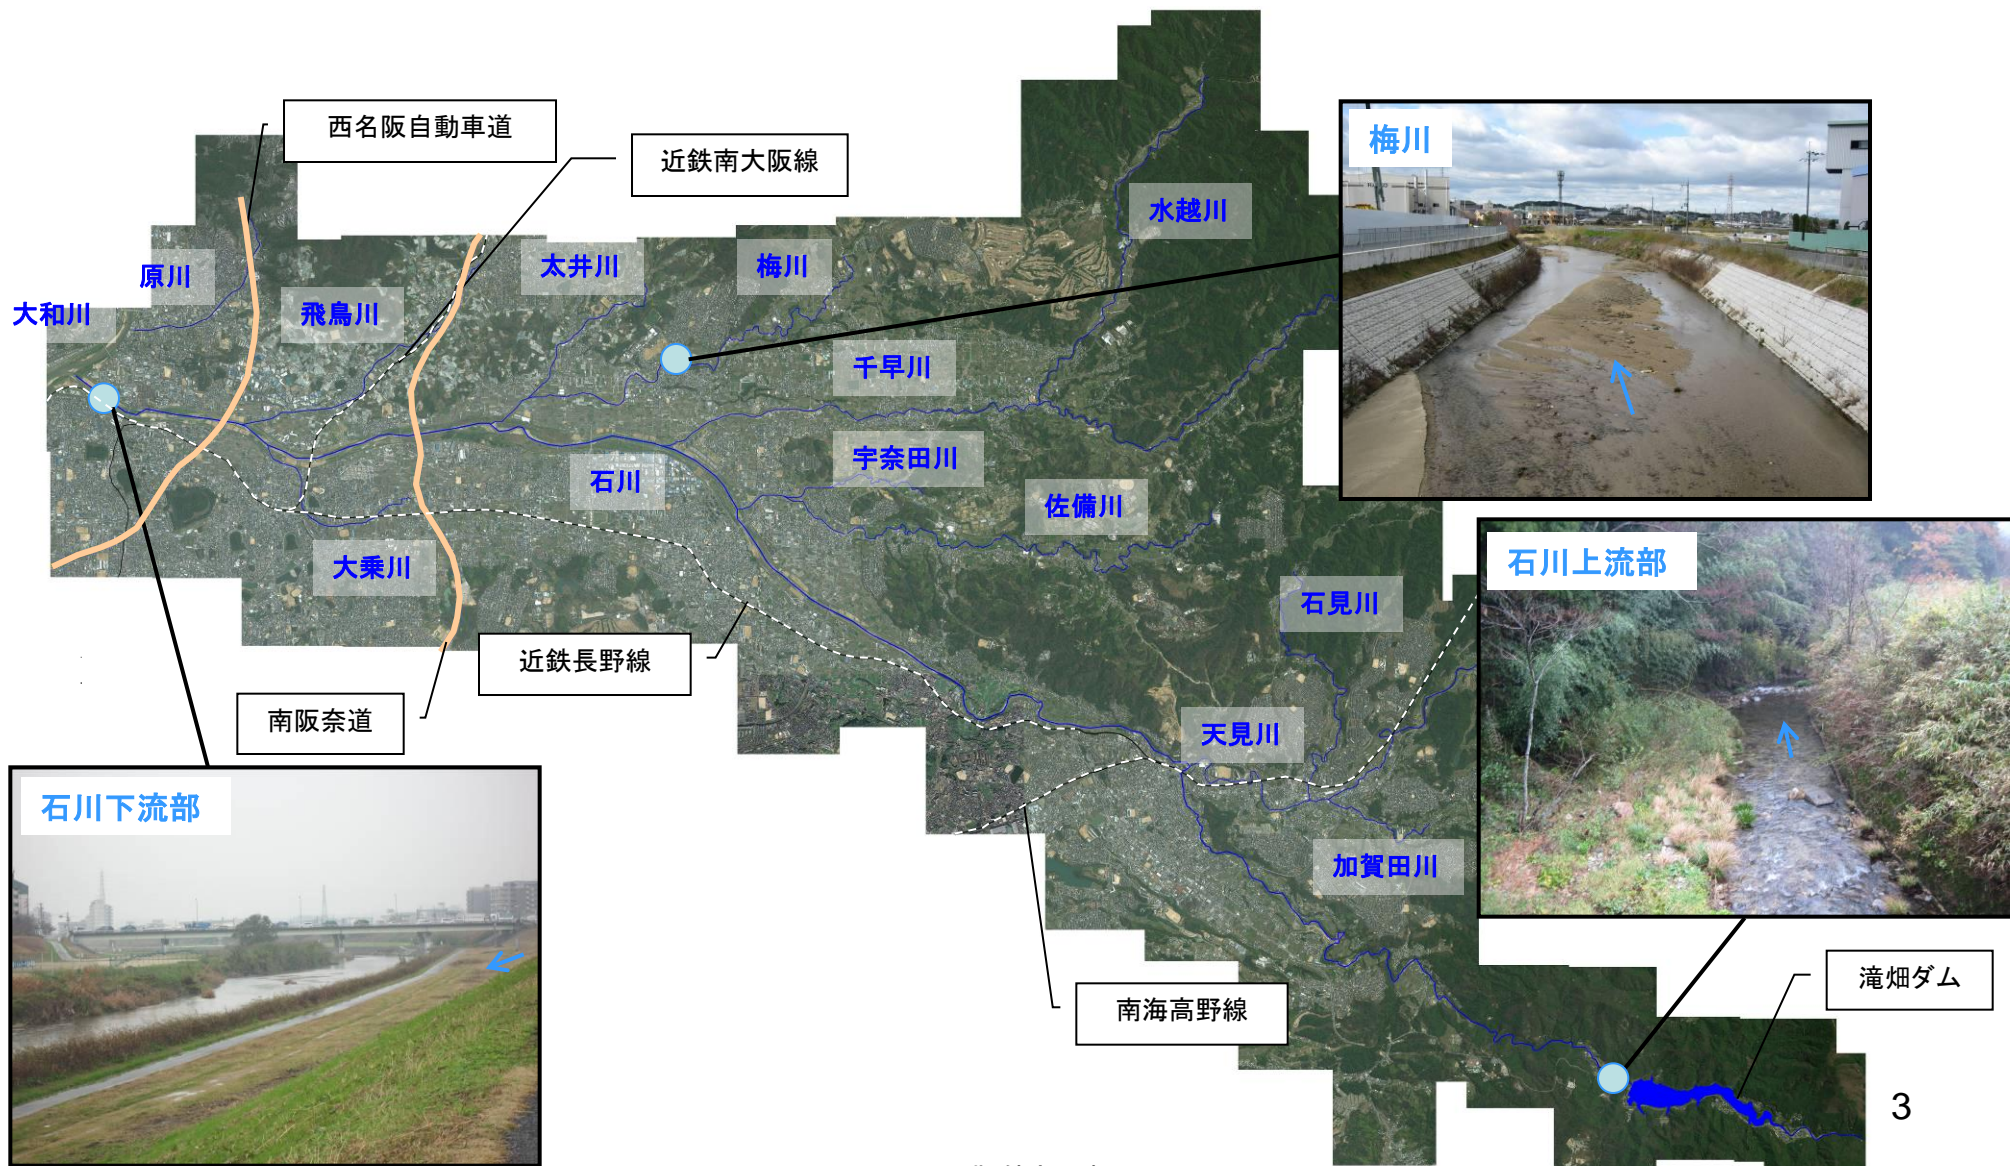 西名阪自動車道
近鉄南大阪線
梅川
水越川
原川
太井川
梅川
大和川
飛鳥川
千早川
宇奈田川
石川
佐備川
大乗川
石川上流部
石見川
近鉄長野線
南阪奈道
天見川
石川下流部
加賀田川
滝畑ダム
南海高野線
3